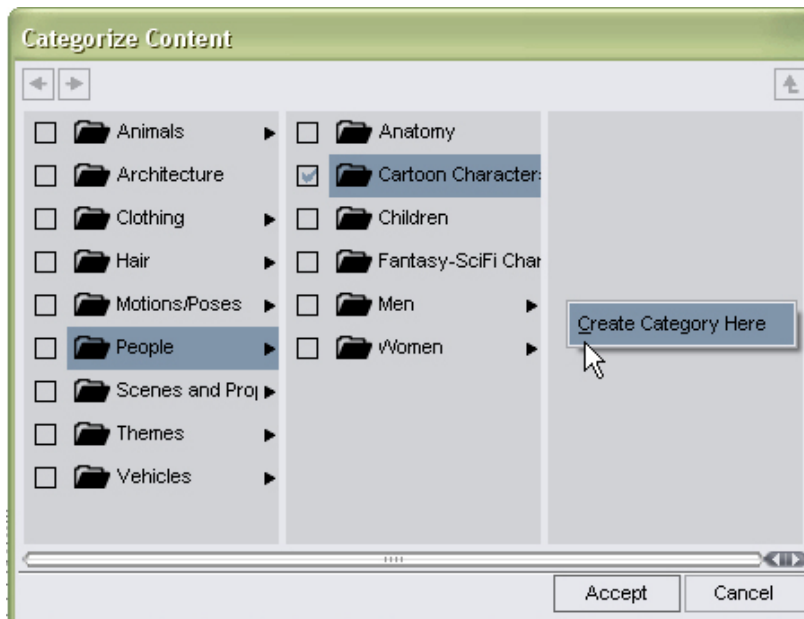 Categorize Content
Animals
Architecture
Clothing
Hair
Motions/Poses
People
Scenes and Prop
Themes
Vehicles
Anatomy
Cartoon Characters
Children
Fantasy-SciFi Char
Men
Women
Create Category Here
Accept
Cancel